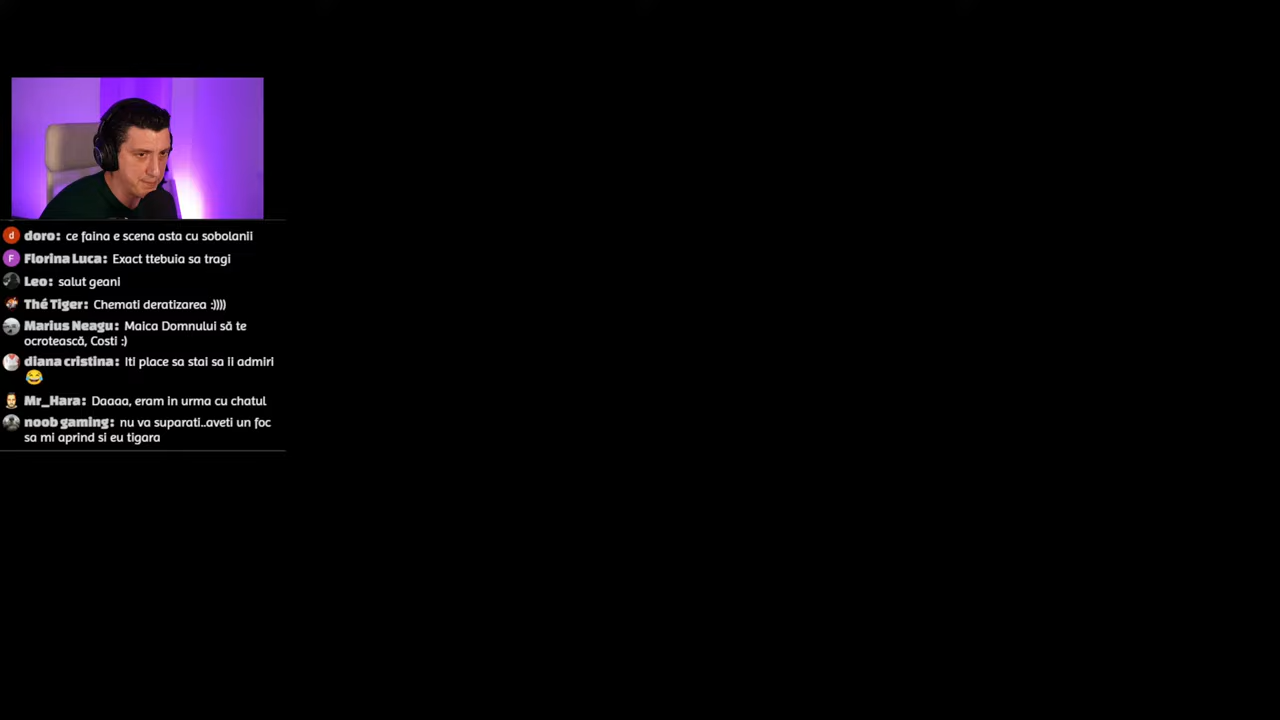 d doro: ce faina e scena asta cu sobolanii
F Florina Luca: Exact ttebuia sa tragi
Leo: salut geani
Thé Tiger: Chemati deratizarea :))))
Marius Neagu: Maica Domnului să te
ocrotească, Costi :)
diana cristina: Iti place sa stai sa ii admiri
😂
Mr_Hara: Daaaa, eram in urma cu chatul
noob gaming: nu va suparati..aveti un foc
sa mi aprind si eu tigara